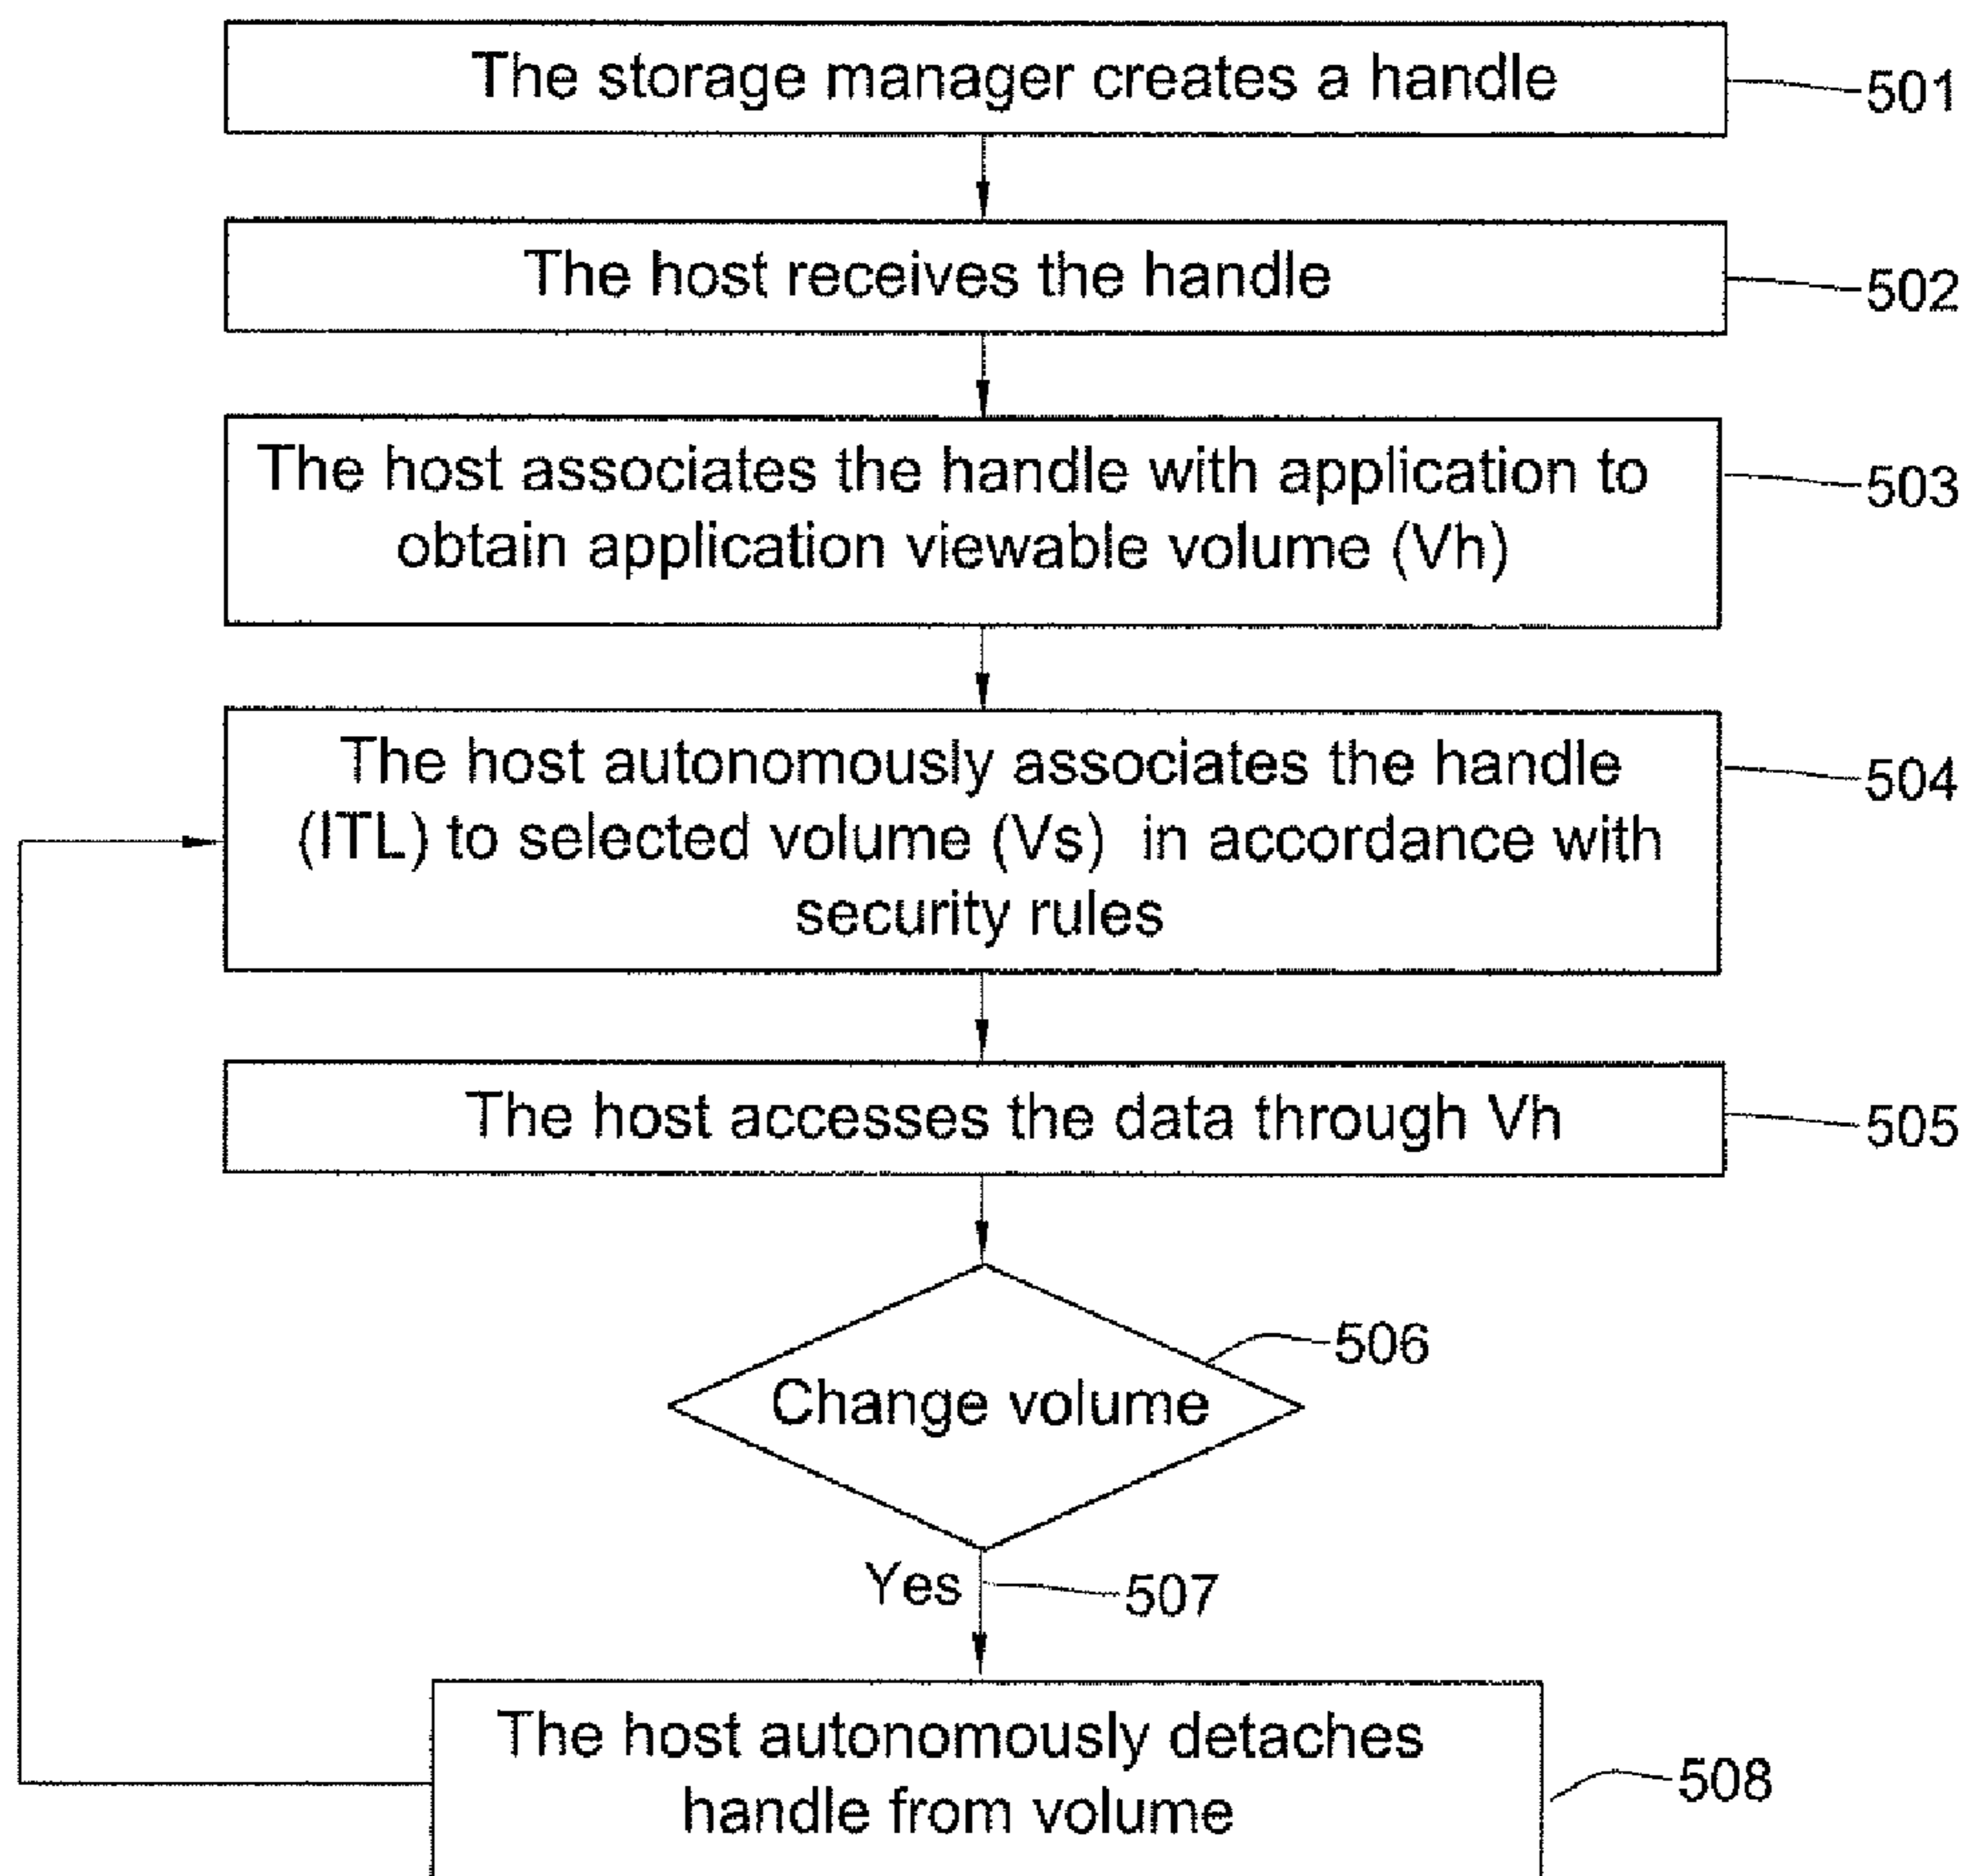 The storage manager creates a handle
501
The host receives the handle
502
The host associates the handle with application to
obtain application viewable volume (Vh)
503
The host autonomously associates the handle
(ITL) to selected volume (Vs) in accordance with
security rules
504
The host accesses the data through Vh
505
Change volume
506
Yes
507
The host autonomously detaches
handle from volume
508